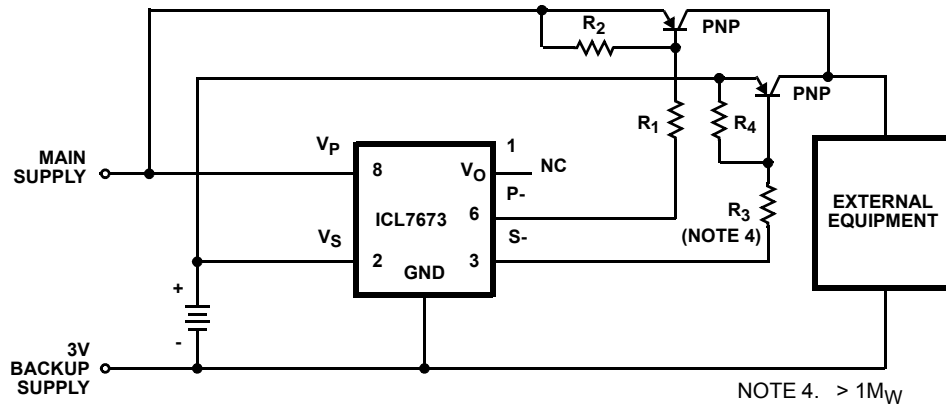 R2
PNP
PNP
R1
R4
VP
1
MAIN
SUPPLY
8
VO
NC
P-
ICL7673
6
R3
(NOTE 4)
EXTERNAL
EQUIPMENT
VS
S-
2
GND
3
+
-
3V
BACKUP
SUPPLY
NOTE 4. > 1MW